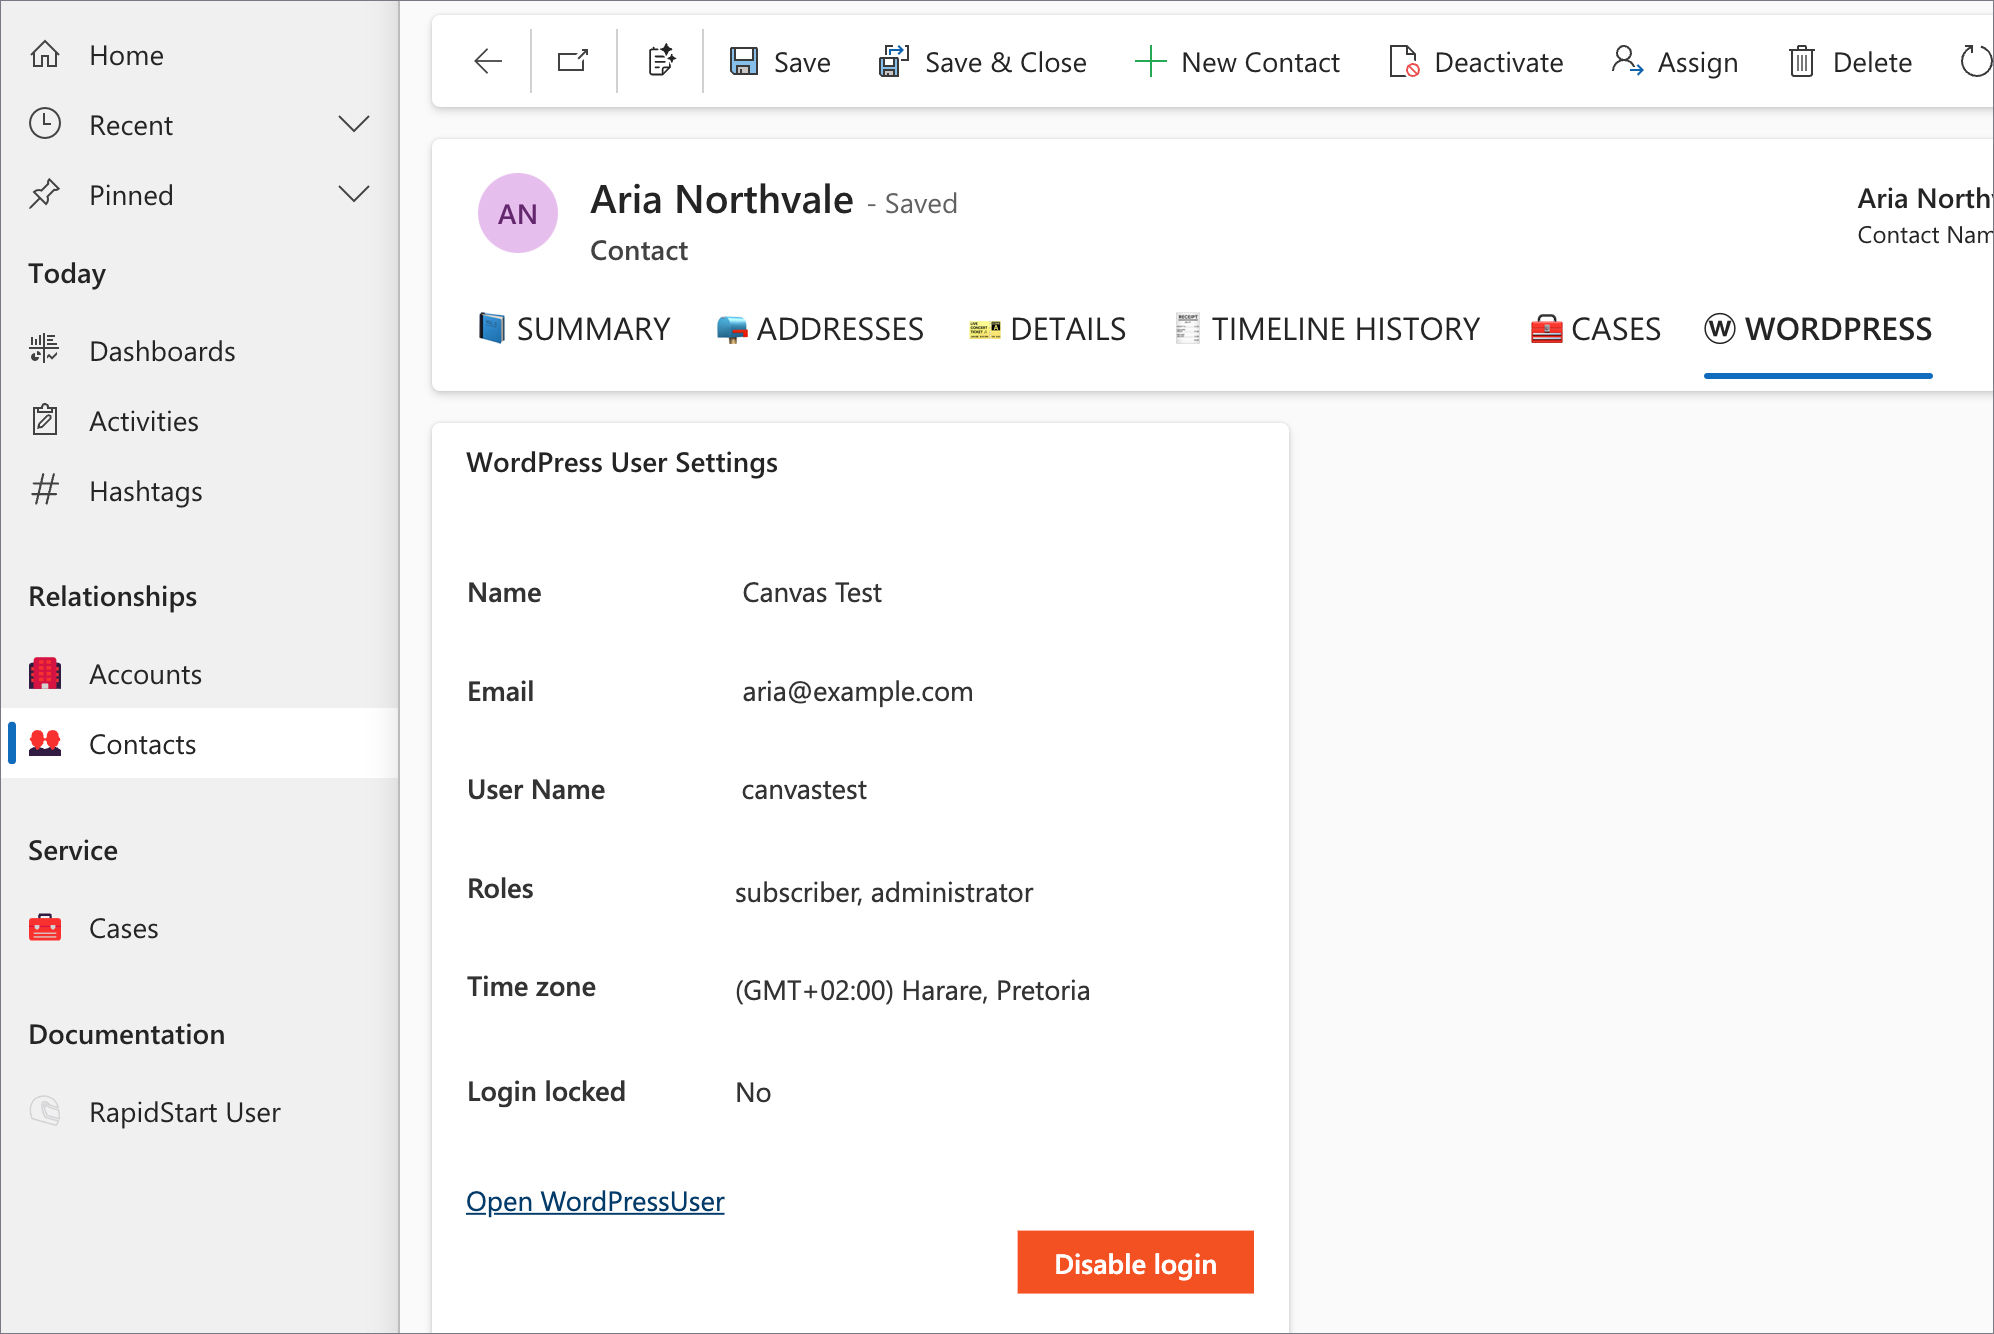 Home
Recent
Pinned
Today
Dashboards
Activities
Hashtags
Relationships
Accounts
Contacts
Service
Cases
Documentation
RapidStart User
Save
Save & Close
New Contact
Deactivate
Assign
Delete
AN
Aria Northvale - Saved
Contact
Aria Northv
Contact Nam
SUMMARY
ADDRESSES
DETAILS
TIMELINE HISTORY
CASES
WORDPRESS
WordPress User Settings
Name Canvas Test
Email aria@example.com
User Name canvastest
Roles subscriber, administrator
Time zone (GMT+02:00) Harare, Pretoria
Login locked No
Open WordPressUser
Disable login